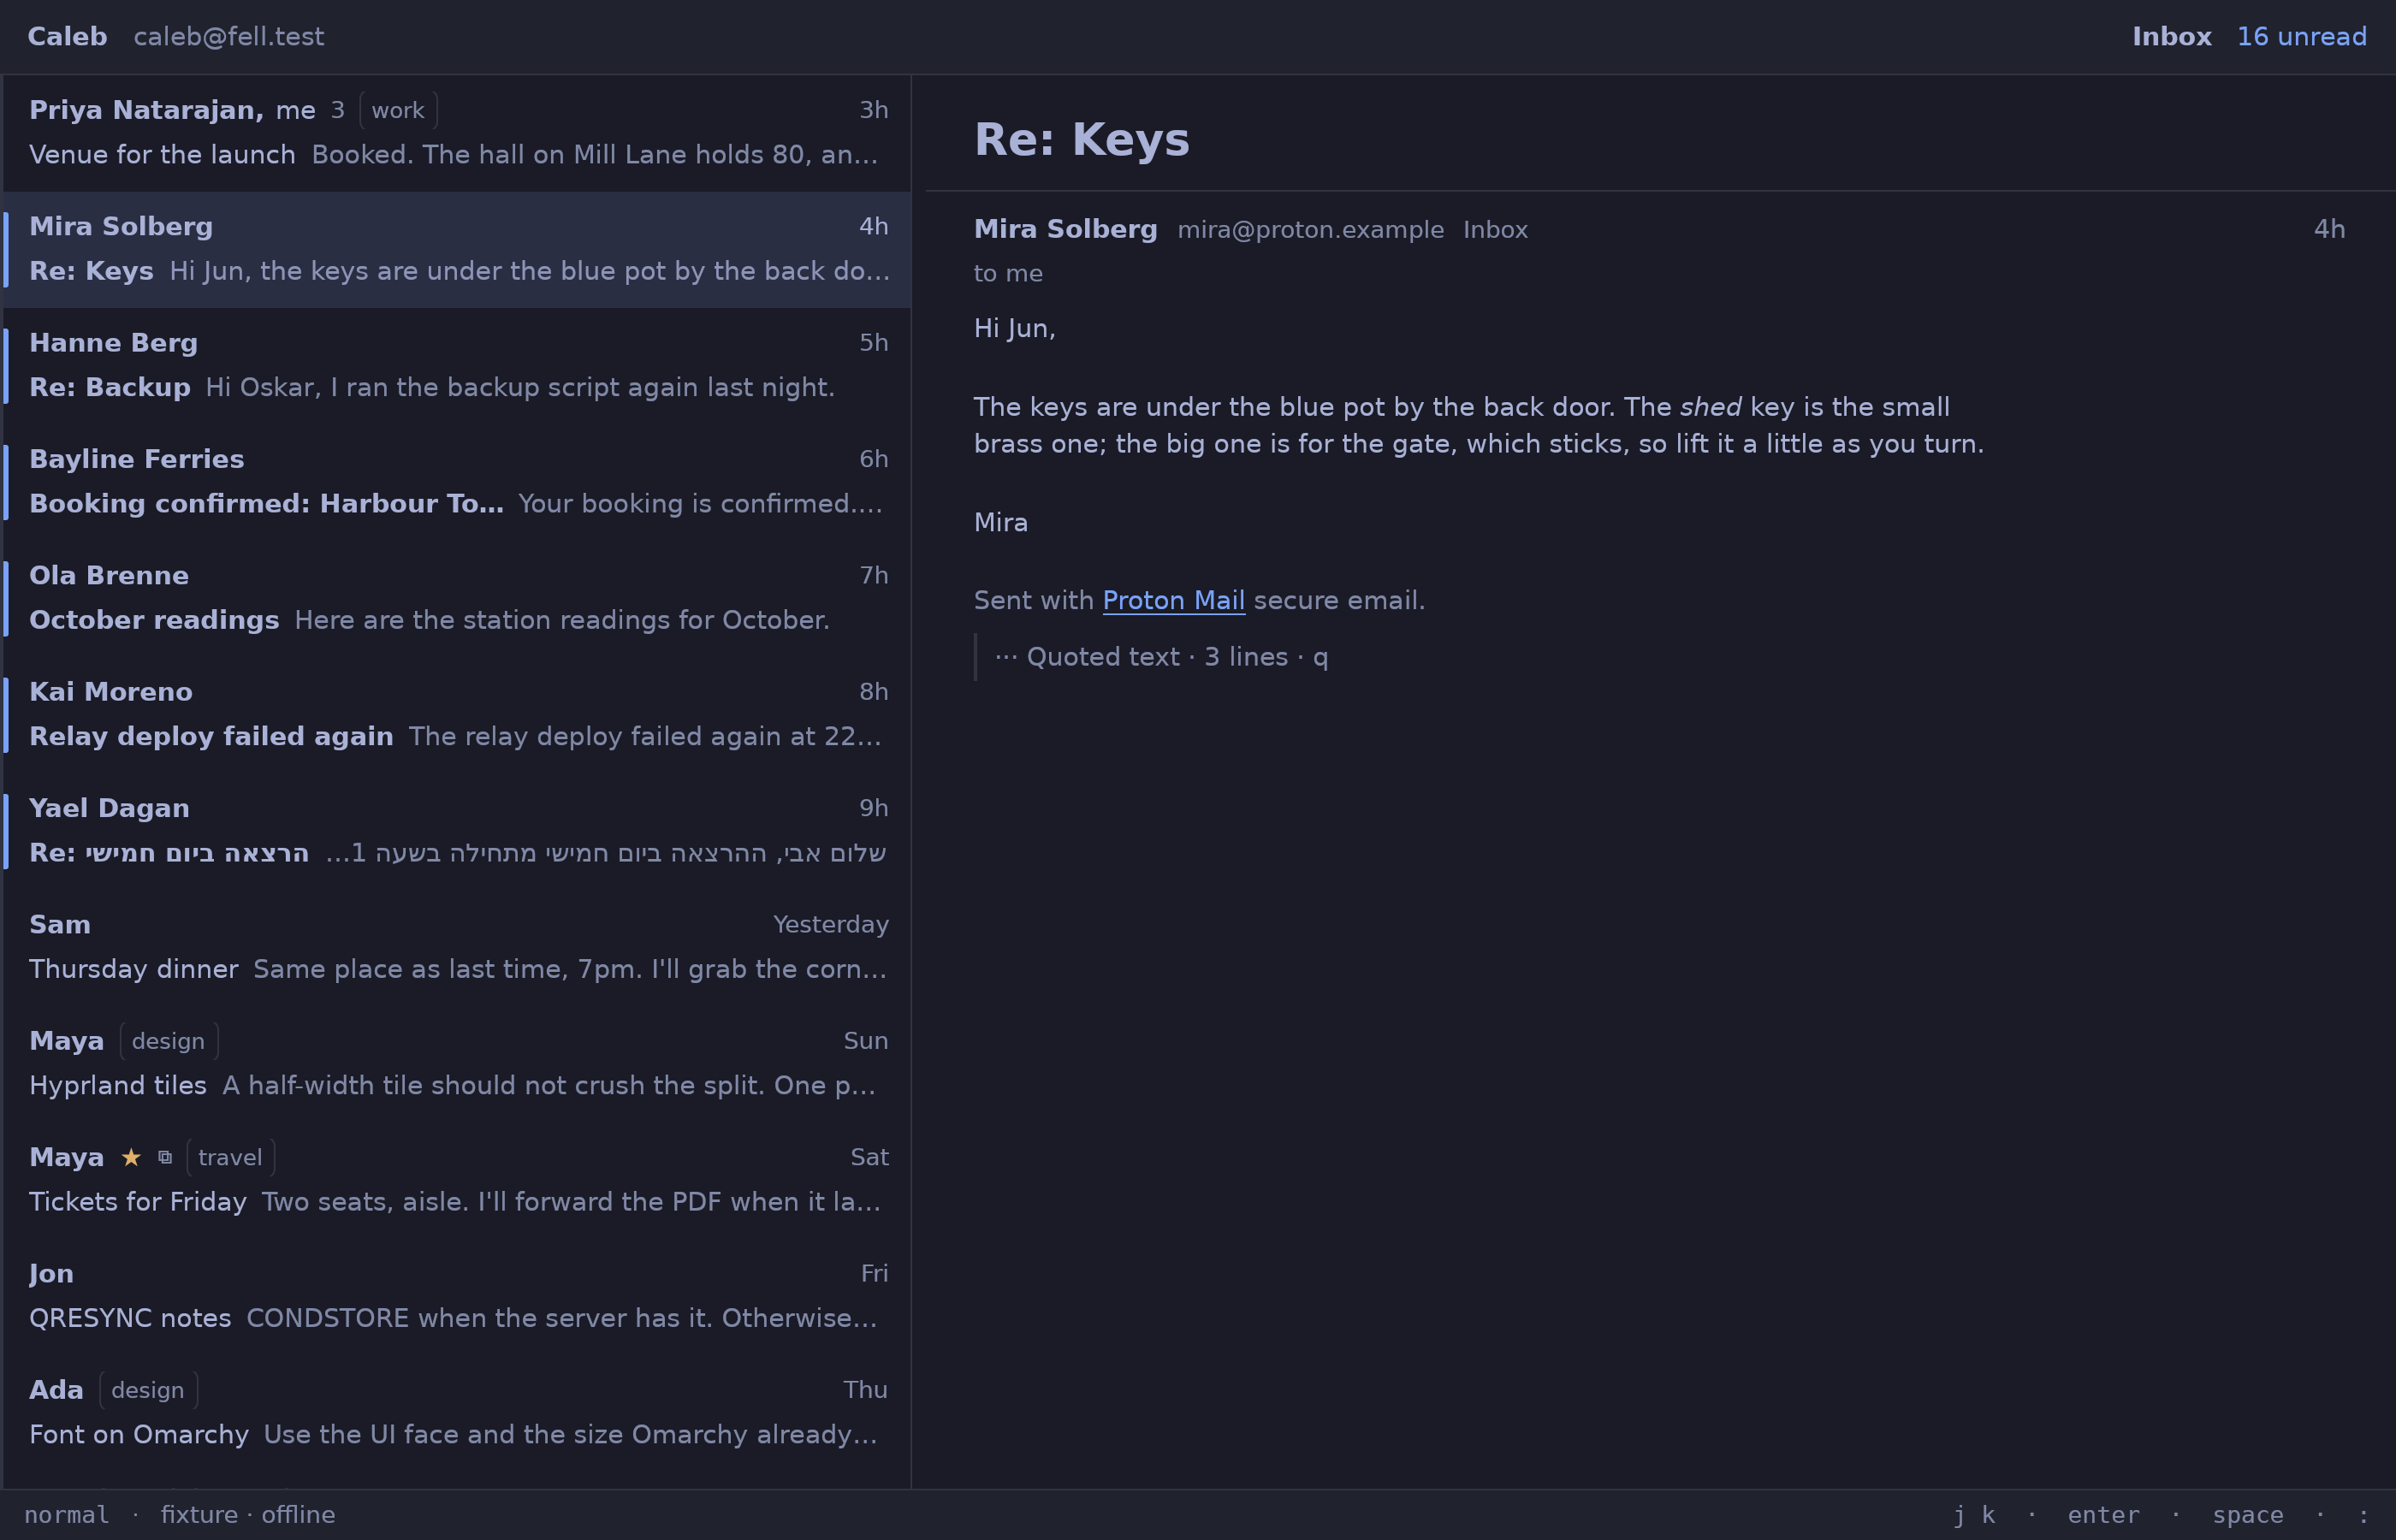 Caleb caleb@fell.test
Inbox 16 unread
Priya Natarajan, me 3 work 3h
Venue for the launch Booked. The hall on Mill Lane holds 80, an…
Mira Solberg 4h
Re: Keys Hi Jun, the keys are under the blue pot by the back do…
Hanne Berg 5h
Re: Backup Hi Oskar, I ran the backup script again last night.
Bayline Ferries 6h
Booking confirmed: Harbour To… Your booking is confirmed.…
Ola Brenne 7h
October readings Here are the station readings for October.
Kai Moreno 8h
Relay deploy failed again The relay deploy failed again at 22…
Yael Dagan 9h
Re: הרצאה ביום חמישי שלום אבי, ההרצאה ביום חמישי מתחילה בשעה 1…
Sam Yesterday
Thursday dinner Same place as last time, 7pm. I'll grab the corn…
Maya design Sun
Hyprland tiles A half-width tile should not crush the split. One p…
Maya ★ ⧉ travel Sat
Tickets for Friday Two seats, aisle. I'll forward the PDF when it la…
Jon Fri
QRESYNC notes CONDSTORE when the server has it. Otherwise…
Ada design Thu
Font on Omarchy Use the UI face and the size Omarchy already…
Re: Keys
Mira Solberg mira@proton.example Inbox 4h
to me
Hi Jun,
The keys are under the blue pot by the back door. The shed key is the small
brass one; the big one is for the gate, which sticks, so lift it a little as you turn.
Mira
Sent with Proton Mail secure email.
··· Quoted text · 3 lines · q
normal · fixture · offline
j k · enter · space · :